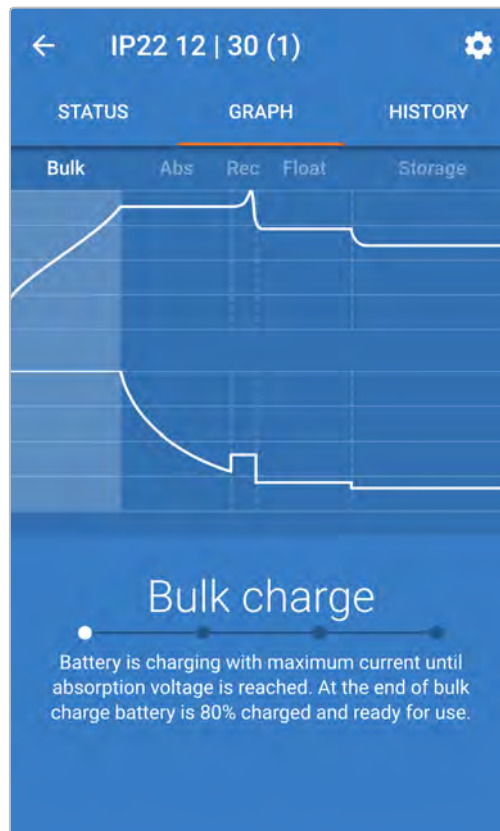 IP22 12 | 30 (1)
STATUS GRAPH HISTORY
Bulk Abs Rec Float Storage
Bulk charge
Battery is charging with maximum current until
absorption voltage is reached. At the end of bulk
charge battery is 80% charged and ready for use.